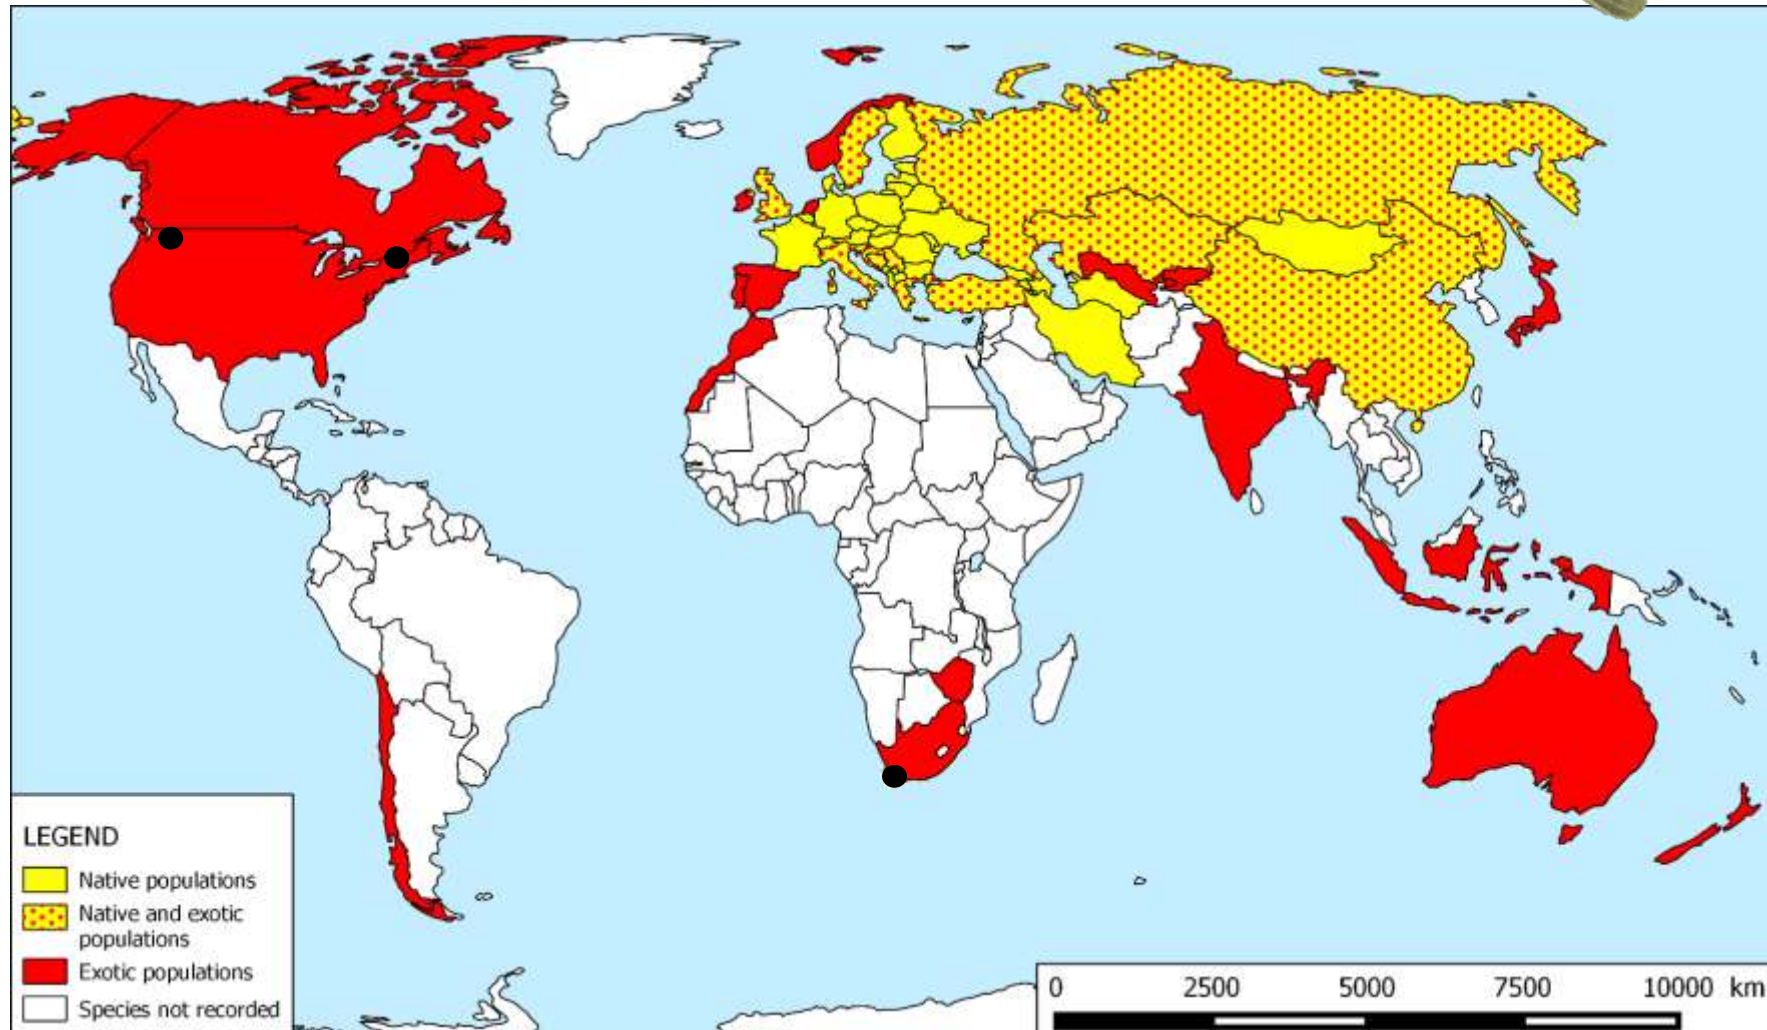 LEGEND
Native populations
Native and exotic
populations
Exotic populations
Species not recorded
0 2500 5000 7500 10000 km